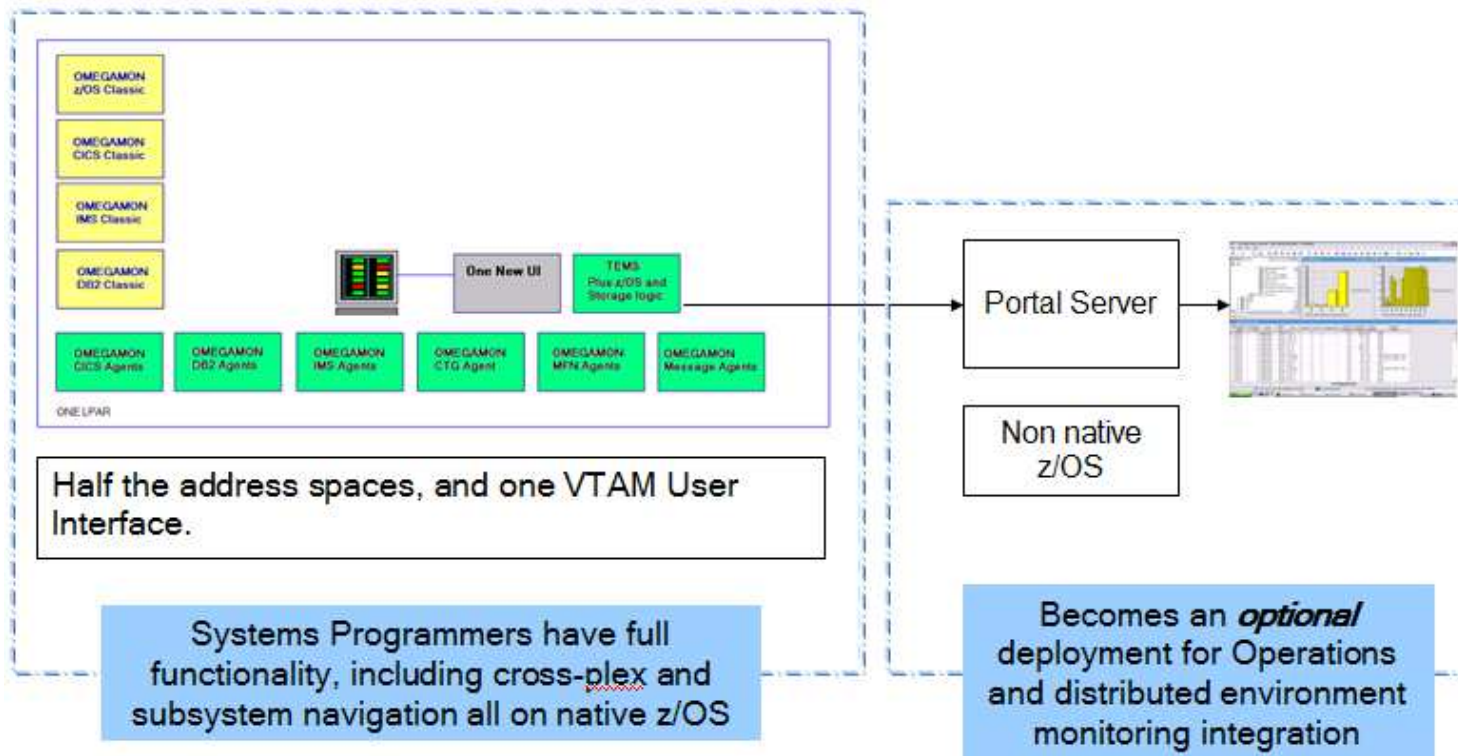 OMEGAMON
z/OS Classic
OMEGAMON
CICS Classic
OMEGAMON
IMS Classic
OMEGAMON
DB2 Classic
One New UI
TEMS
Plus z/OS and
Storage logic
OMEGAMON
CICS Agents
OMEGAMON
DB2 Agents
OMEGAMON
IMS Agents
OMEGAMON
CTG Agent
OMEGAMON
MFN Agents
OMEGAMON
Message Agents
ONE LPAR
Half the address spaces, and one VTAM User
Interface.
Systems Programmers have full
functionality, including cross-plex and
subsystem navigation all on native z/OS
Portal Server
Non native
z/OS
Becomes an optional
deployment for Operations
and distributed environment
monitoring integration